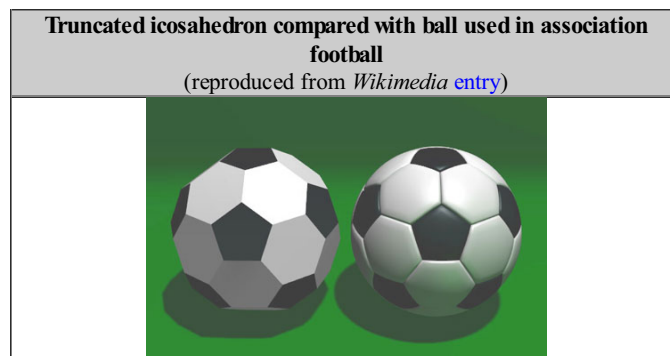 Truncated icosahedron compared with ball used in association
football
(reproduced from Wikimedia entry)